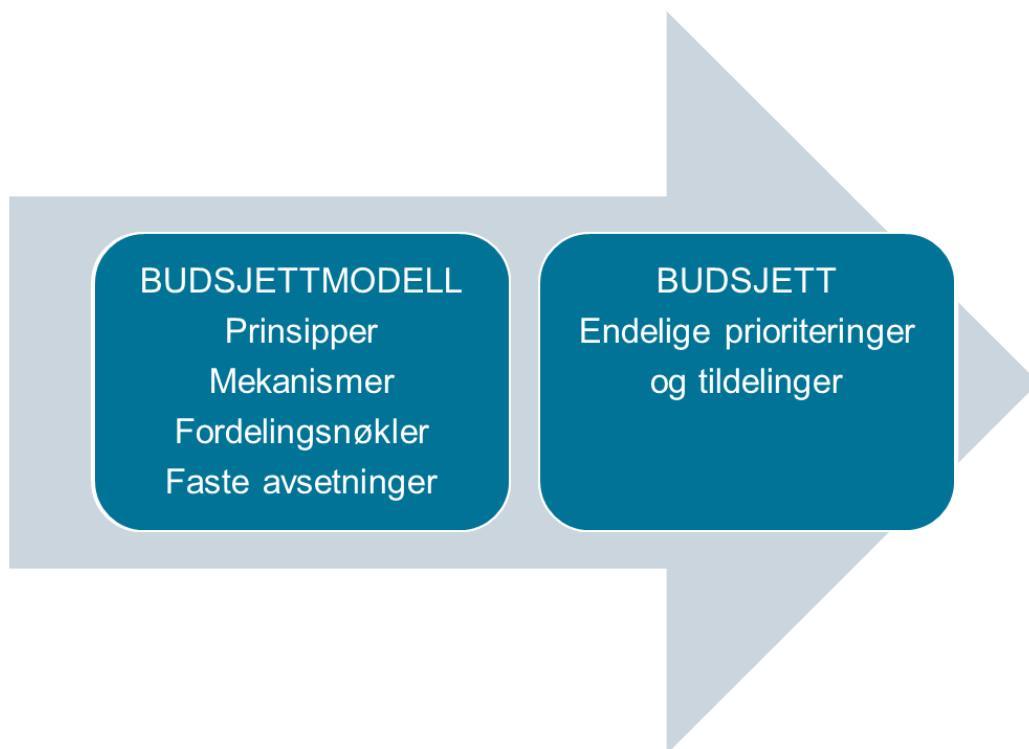 BUDSJETTMODELL
Prinsipper
Mekanismer
Fordelingsnøkler
Faste avsetninger
BUDSJETT
Endelige prioriteringer
og tildelinger